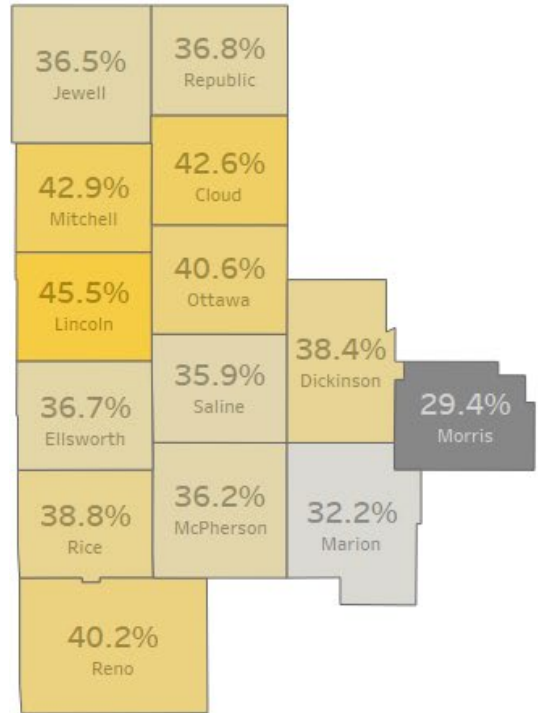 36.5%
Jewell
36.8%
Republic
42.9%
Mitchell
42.6%
Cloud
45.5%
Lincoln
40.6%
Ottawa
38.4%
Dickinson
36.7%
Ellsworth
35.9%
Saline
29.4%
Morris
38.8%
Rice
36.2%
McPherson
32.2%
Marion
40.2%
Reno